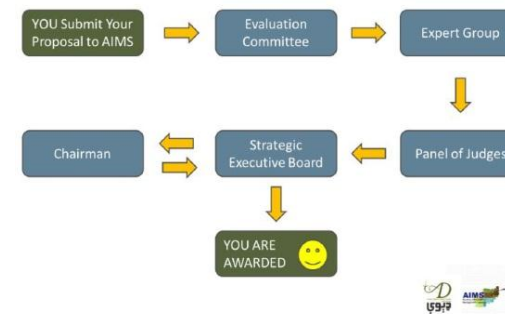 YOU Submit Your
Proposal to AIMS
Evaluation
Committee
Expert Group
Chairman
Strategic
Executive Board
Panel of Judges
YOU ARE
AWARDED
AIMS